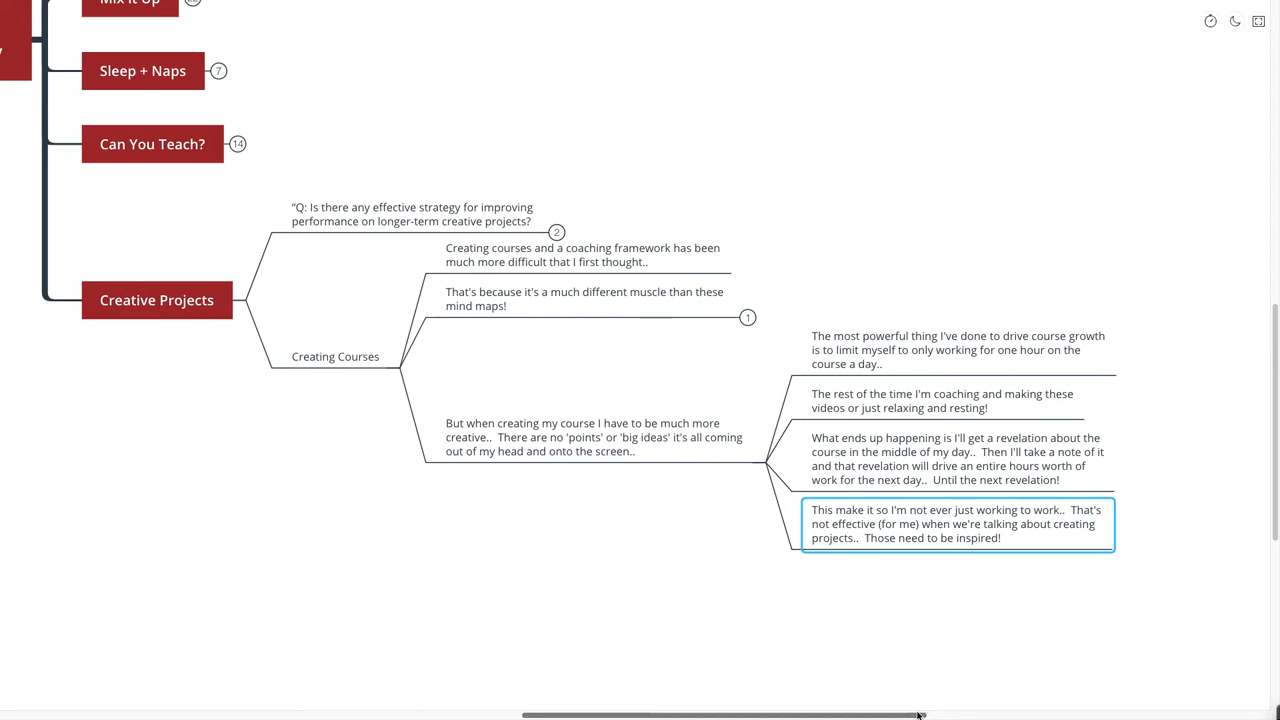 Mix It Up
Sleep + Naps
7
Can You Teach?
14
"Q: Is there any effective strategy for improving
performance on longer-term creative projects?
2
Creating courses and a coaching framework has been
much more difficult that I first thought..
That's because it's a much different muscle than these
mind maps!
1
Creative Projects
Creating Courses
The most powerful thing I've done to drive course growth
is to limit myself to only working for one hour on the
course a day..
The rest of the time I'm coaching and making these
videos or just relaxing and resting!
But when creating my course I have to be much more
creative..  There are no 'points' or 'big ideas' it's all coming
out of my head and onto the screen..
What ends up happening is I'll get a revelation about the
course in the middle of my day..  Then I'll take a note of it
and that revelation will drive an entire hours worth of
work for the next day..  Until the next revelation!
This make it so I'm not ever just working to work..  That's
not effective (for me) when we're talking about creating
projects..  Those need to be inspired!